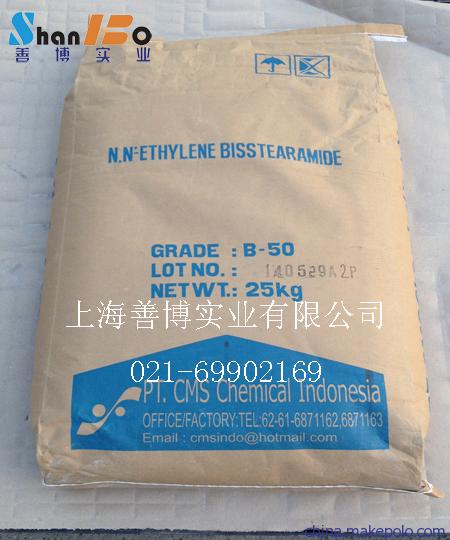 ShanBo
善博实业
N.N'-ETHYLENE BISSTEARAMIDE
GRADE : B-50
LOT NO. : 140529A2P
NETWT. : 25kg
上海善博实业有限公司
021-69902169
PT. CMS Chemical Indonesia
OFFICE/FACTORY:TEL:62-61-6871162,6871163
Email : cmsindo@hotmail.com
china.makepolo.com